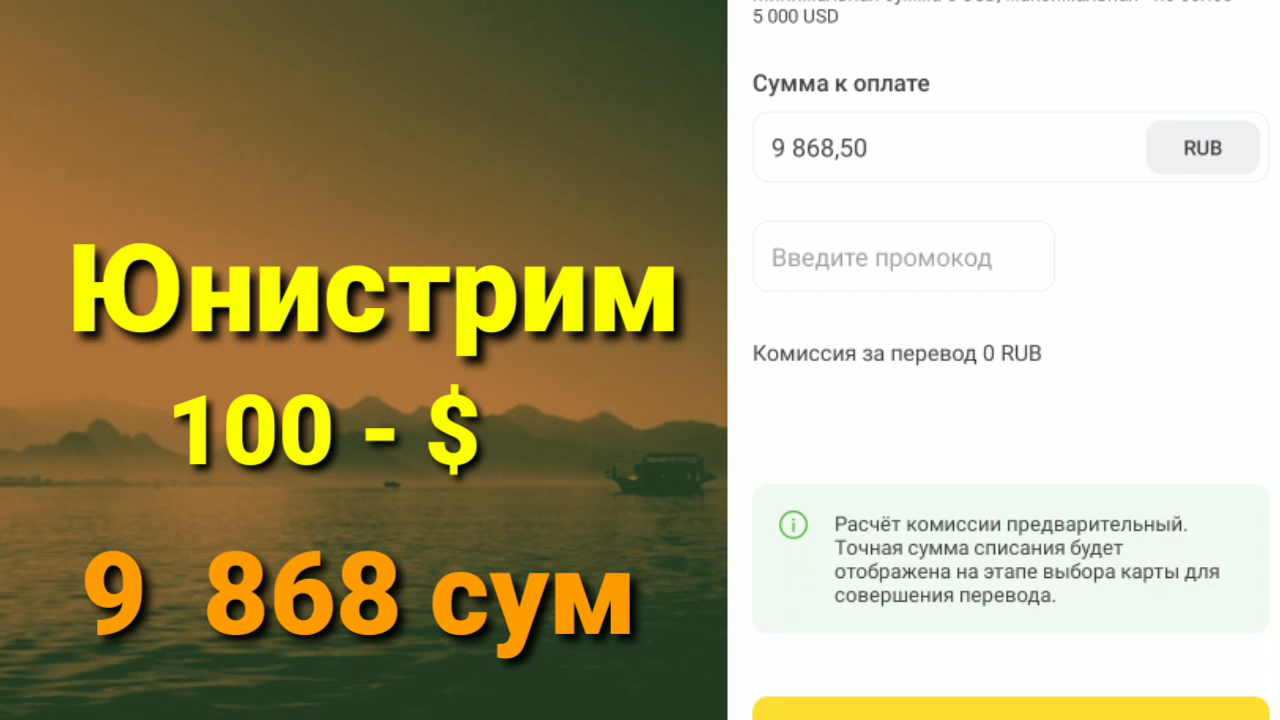 Юнистрим
100 - $
9 868 сум
5 000 USD
Сумма к оплате
9 868,50
RUB
Введите промокод
Комиссия за перевод 0 RUB
Расчёт комиссии предварительный.
Точная сумма списания будет
отображена на этапе выбора карты для
совершения перевода.